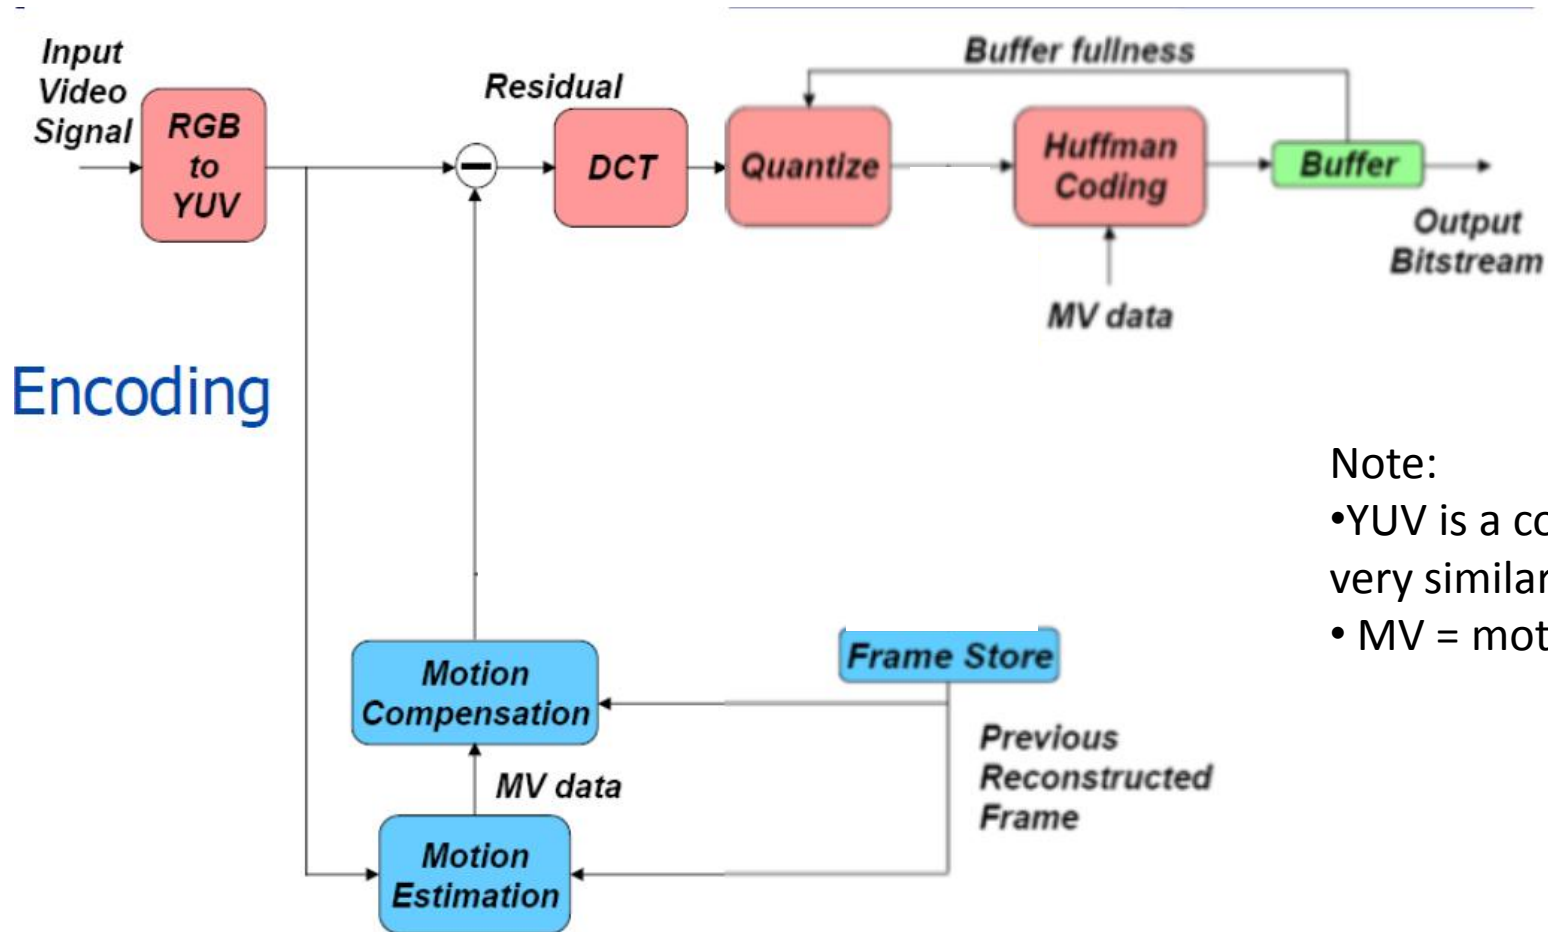 Input
Video
Signal
RGB
to
YUV
Residual
DCT
Quantize
Buffer fullness
Huffman
Coding
Buffer
Output
Bitstream
MV data
Encoding
Note:
•YUV is a co
very similar
• MV = mot
Frame Store
Motion
Compensation
Previous
Reconstructed
Frame
MV data
Motion
Estimation